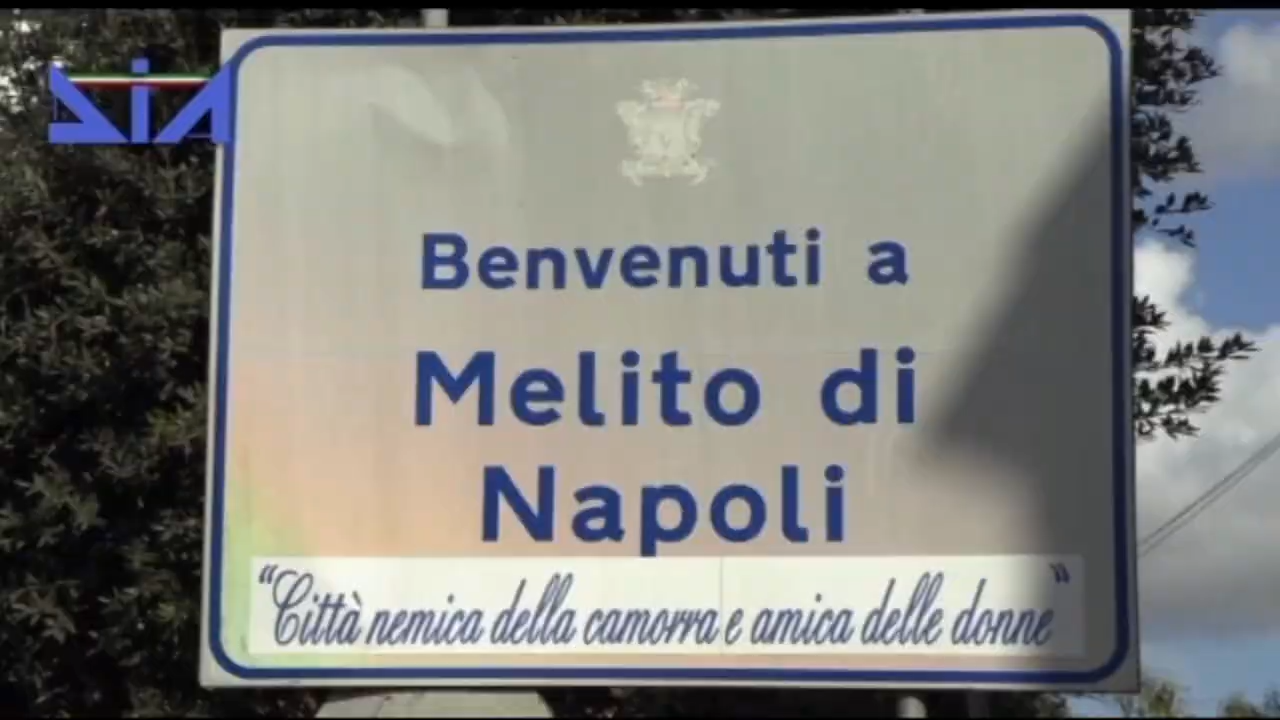 DIA
Benvenuti a
Melito di
Napoli
"Città nemica della camorra e amica delle donne"